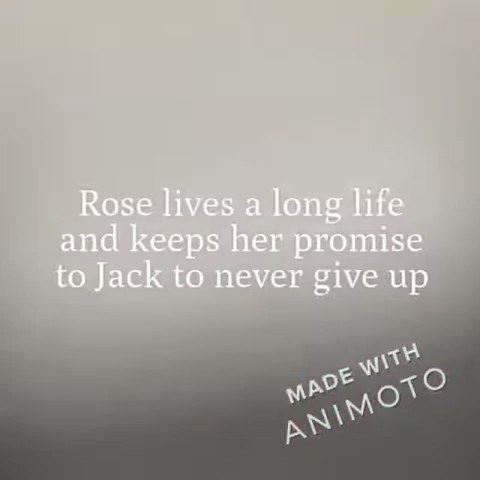 Rose lives a long life
and keeps her promise
to Jack to never give up
MADE WITH
ANIMOTO